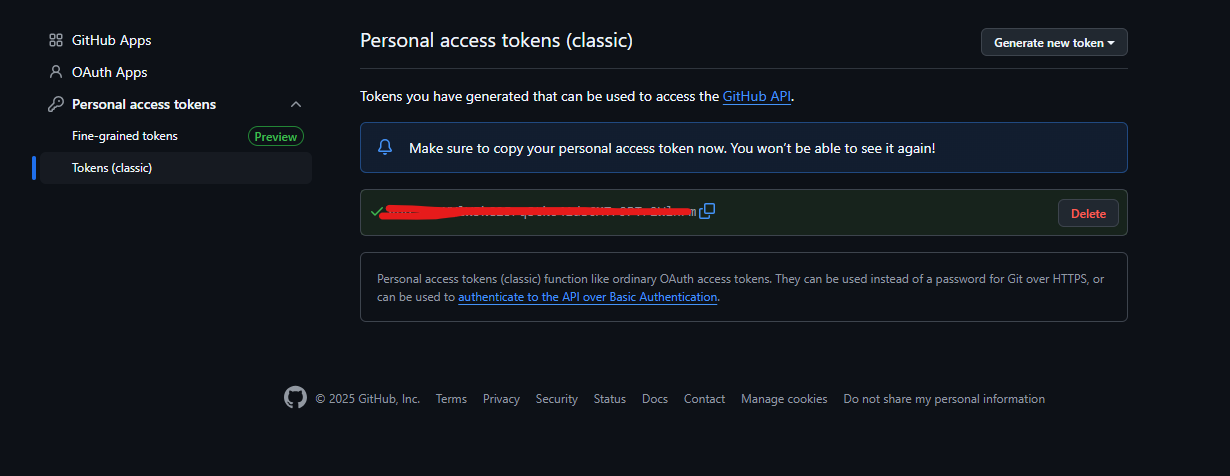 GitHub Apps
Personal access tokens (classic)
Generate new token
OAuth Apps
Personal access tokens
Tokens you have generated that can be used to access the GitHub API.
Fine-grained tokens
Preview
Make sure to copy your personal access token now. You won't be able to see it again!
Tokens (classic)
Delete
Personal access tokens (classic) function like ordinary OAuth access tokens. They can be used instead of a password for Git over HTTPS, or
can be used to authenticate to the API over Basic Authentication.
© 2025 GitHub, Inc. Terms Privacy Security Status Docs Contact Manage cookies Do not share my personal information